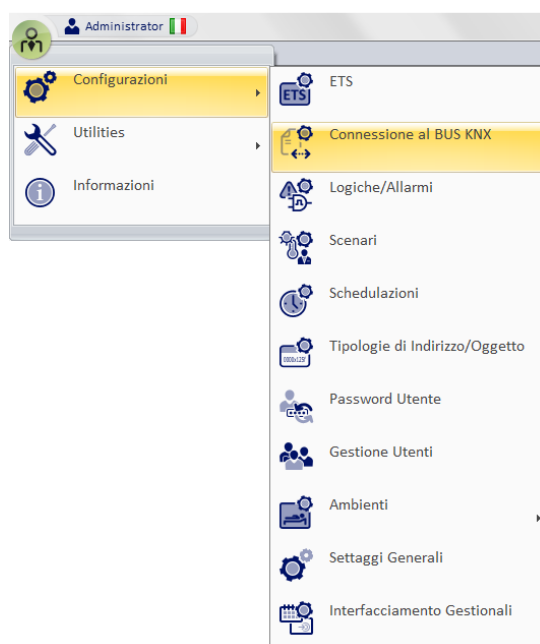 Administrator
Configurazioni
Utilities
Informazioni
ETS
ETS
Connessione al BUS KNX
Logiche/Allarmi
Scenari
Schedulazioni
Tipologie di Indirizzo/Oggetto
Password Utente
Gestione Utenti
Ambienti
Settaggi Generali
Interfacciamento Gestionali